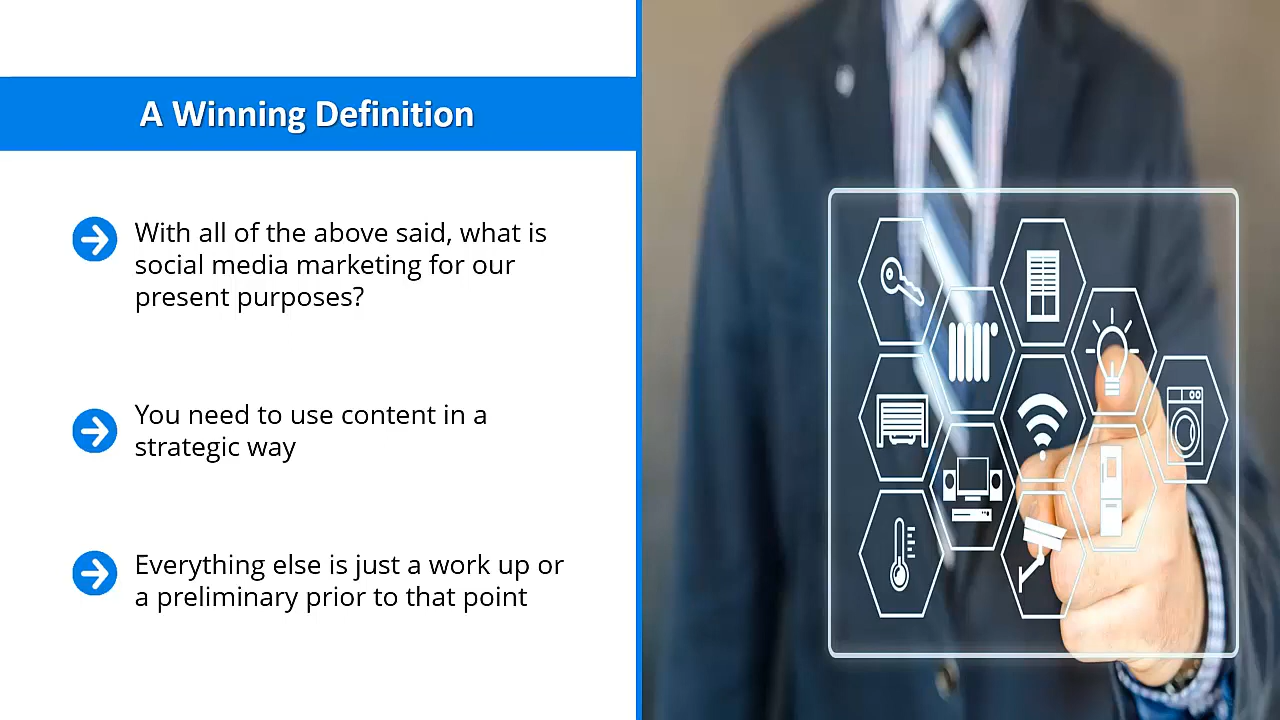 A Winning Definition
With all of the above said, what is
social media marketing for our
present purposes?
You need to use content in a
strategic way
Everything else is just a work up or
a preliminary prior to that point